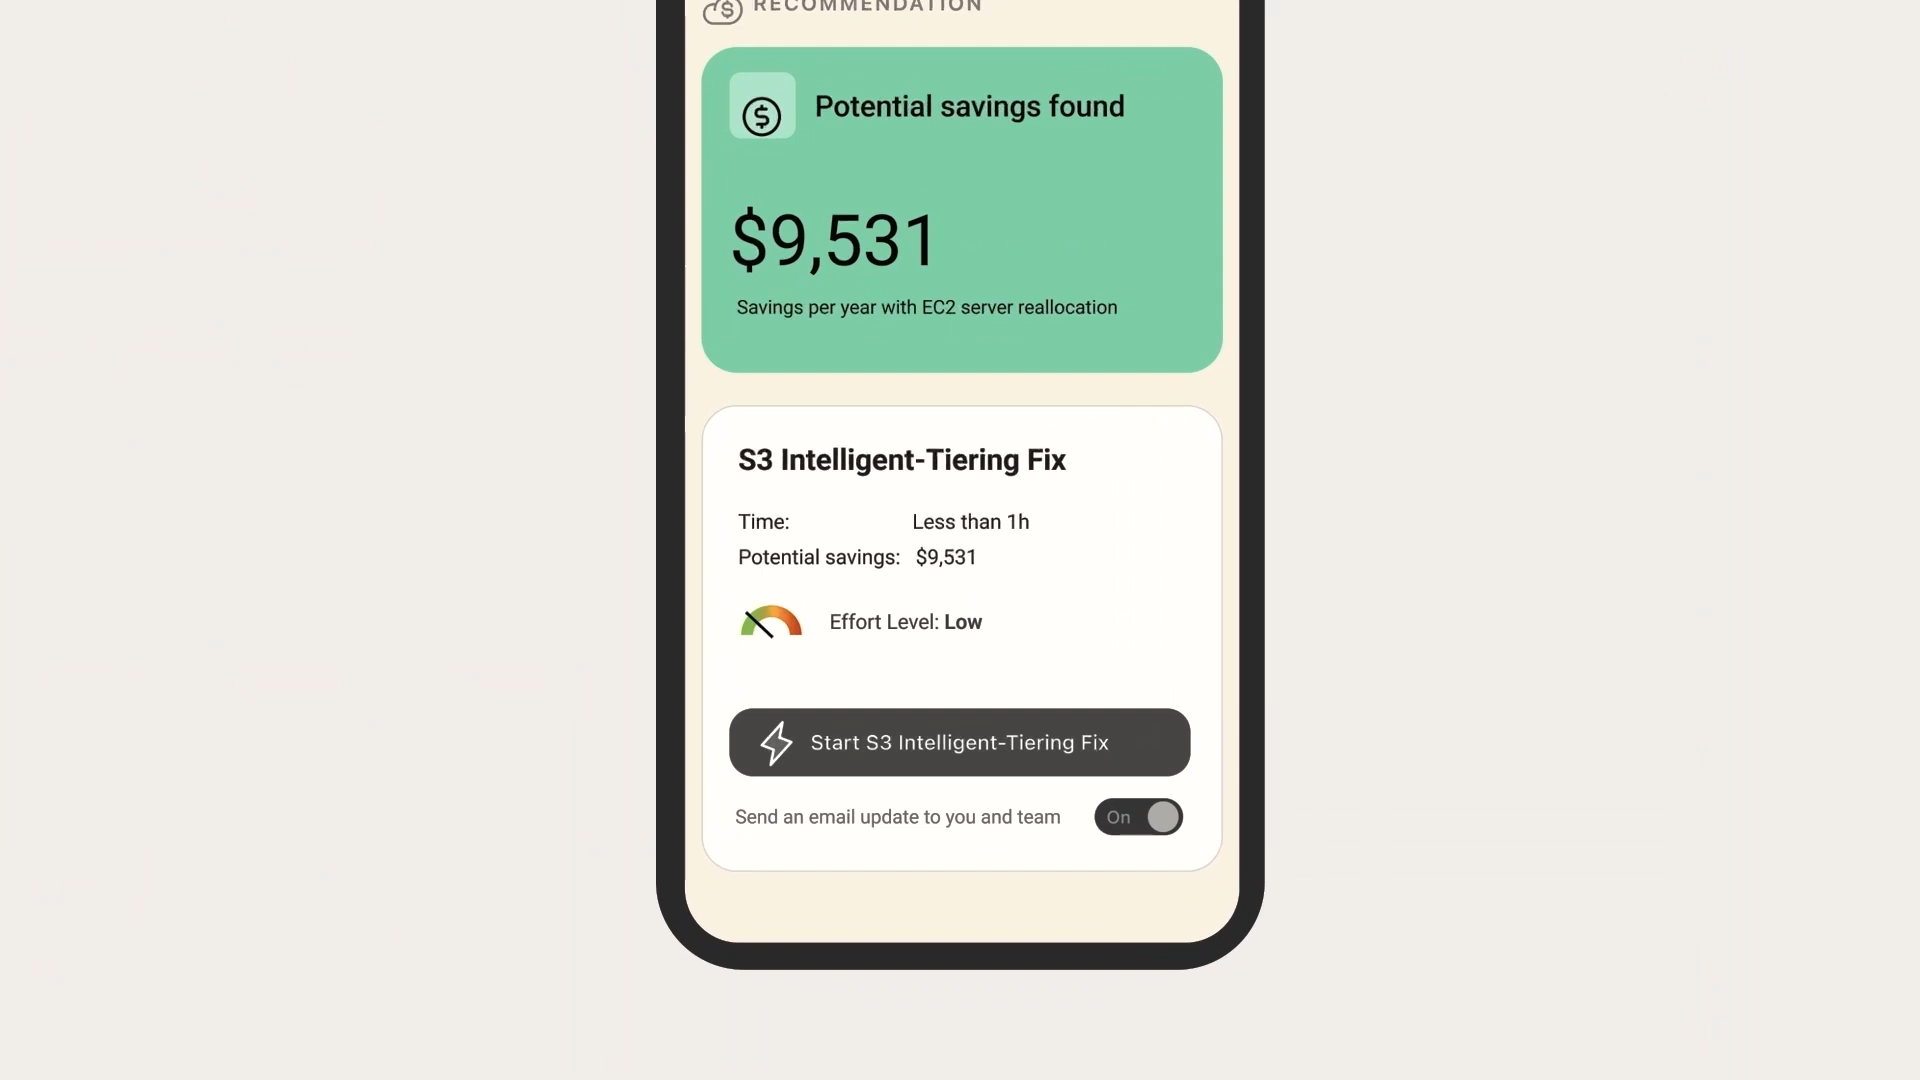 RECOMMENDATION
Potential savings found
$9,531
Savings per year with EC2 server reallocation
S3 Intelligent-Tiering Fix
Time: Less than 1h
Potential savings: $9,531
Effort Level: Low
Start S3 Intelligent-Tiering Fix
Send an email update to you and team On